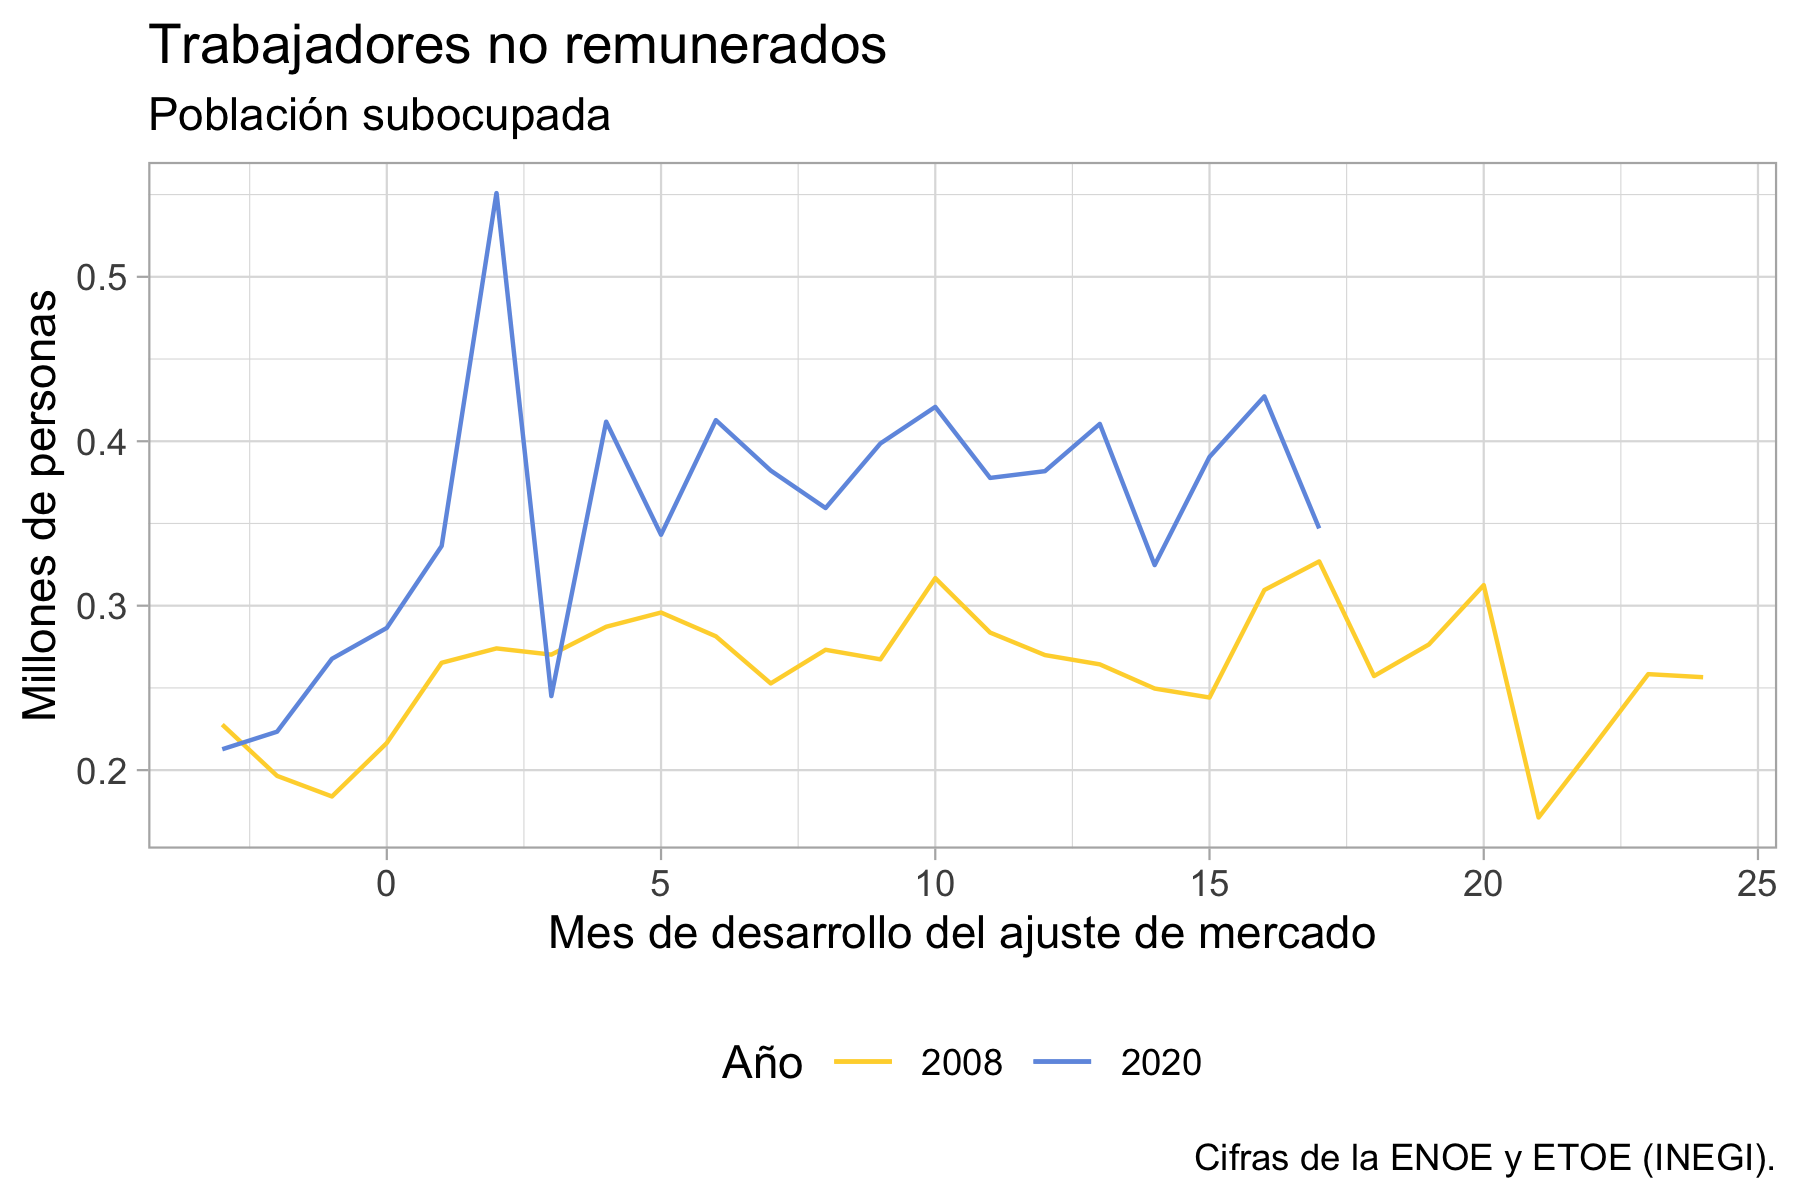 Trabajadores no remunerados
Población subocupada
Millones de personas
0.5
0.4
0.3
0.2
0 5 10 15 20 25
Mes de desarrollo del ajuste de mercado
Año 2008 2020
Cifras de la ENOE y ETOE (INEGI).